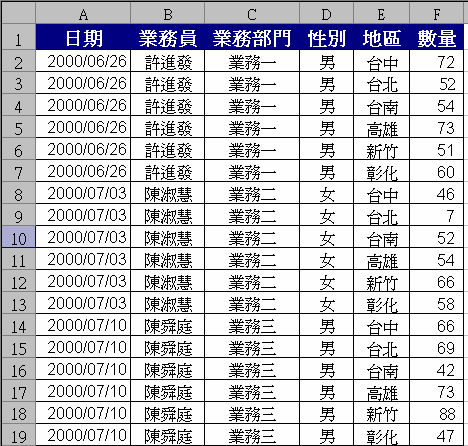 A B C D E F
1 日期 業務員 業務部門 性別 地區 數量
2 2000/06/26 許進發 業務一 男 台中 72
3 2000/06/26 許進發 業務一 男 台北 52
4 2000/06/26 許進發 業務一 男 台南 54
5 2000/06/26 許進發 業務一 男 高雄 73
6 2000/06/26 許進發 業務一 男 新竹 51
7 2000/06/26 許進發 業務一 男 彰化 60
8 2000/07/03 陳淑慧 業務二 女 台中 46
9 2000/07/03 陳淑慧 業務二 女 台北 7
10 2000/07/03 陳淑慧 業務二 女 台南 52
11 2000/07/03 陳淑慧 業務二 女 高雄 54
12 2000/07/03 陳淑慧 業務二 女 新竹 66
13 2000/07/03 陳淑慧 業務二 女 彰化 58
14 2000/07/10 陳舜庭 業務三 男 台中 66
15 2000/07/10 陳舜庭 業務三 男 台北 69
16 2000/07/10 陳舜庭 業務三 男 台南 42
17 2000/07/10 陳舜庭 業務三 男 高雄 73
18 2000/07/10 陳舜庭 業務三 男 新竹 88
19 2000/07/10 陳舜庭 業務三 男 彰化 47